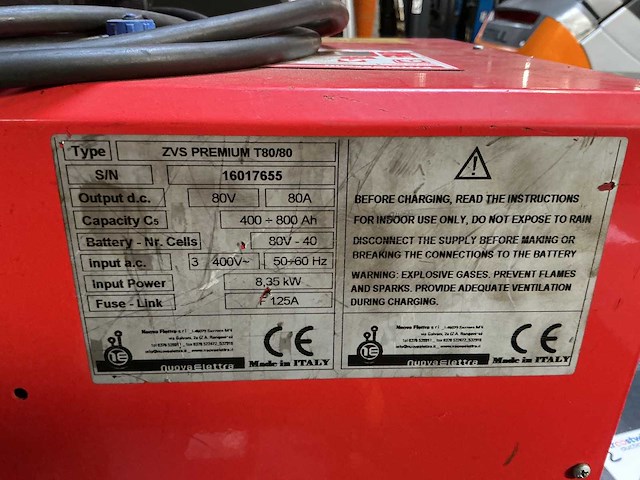 Type ZVS PREMIUM T80/80
S/N 16017655
Output d.c. 80V 80A
Capacity C5 400 ÷ 800 Ah
Battery - Nr. Cells 80V - 40
input a.c. 3 400V~ 50÷60 Hz
Input Power 8,35 kW
Fuse - Link F 125A
Nuova Elettra
CE
nuovaElettra
Made in ITALY
BEFORE CHARGING, READ THE INSTRUCTIONS
FOR INDOOR USE ONLY, DO NOT EXPOSE TO RAIN
DISCONNECT THE SUPPLY BEFORE MAKING OR
BREAKING THE CONNECTIONS TO THE BATTERY
WARNING: EXPLOSIVE GASES. PREVENT FLAMES
AND SPARKS. PROVIDE ADEQUATE VENTILATION
DURING CHARGING.
CE
nuovaElettra
Made in ITALY